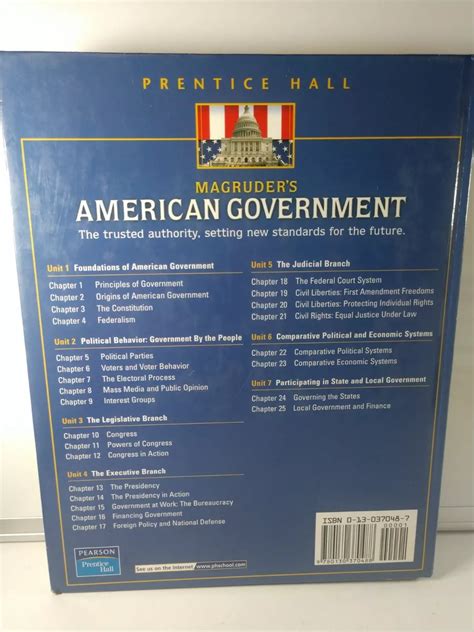 PRENTICE HALL
MAGRUDER'S
AMERICAN GOVERNMENT
The trusted authority, setting new standards for the future.
Unit 1 Foundations of American Government
Chapter 1 Principles of Government
Chapter 2 Origins of American Government
Chapter 3 The Constitution
Chapter 4 Federalism
Unit 2 Political Behavior: Government By the People
Chapter 5 Political Parties
Chapter 6 Voters and Voter Behavior
Chapter 7 The Electoral Process
Chapter 8 Mass Media and Public Opinion
Chapter 9 Interest Groups
Unit 3 The Legislative Branch
Chapter 10 Congress
Chapter 11 Powers of Congress
Chapter 12 Congress in Action
Unit 4 The Executive Branch
Chapter 13 The Presidency
Chapter 14 The Presidency in Action
Chapter 15 Government at Work: The Bureaucracy
Chapter 16 Financing Government
Chapter 17 Foreign Policy and National Defense
Unit 5 The Judicial Branch
Chapter 18 The Federal Court System
Chapter 19 Civil Liberties: First Amendment Freedoms
Chapter 20 Civil Liberties: Protecting Individual Rights
Chapter 21 Civil Rights: Equal Justice Under Law
Unit 6 Comparative Political and Economic Systems
Chapter 22 Comparative Political Systems
Chapter 23 Comparative Economic Systems
Unit 7 Participating in State and Local Government
Chapter 24 Governing the States
Chapter 25 Local Government and Finance
PEARSON
Prentice
Hall
See us on the Internet www.phschool.com
ISBN 0-13-037048-7
00001
9780130370488